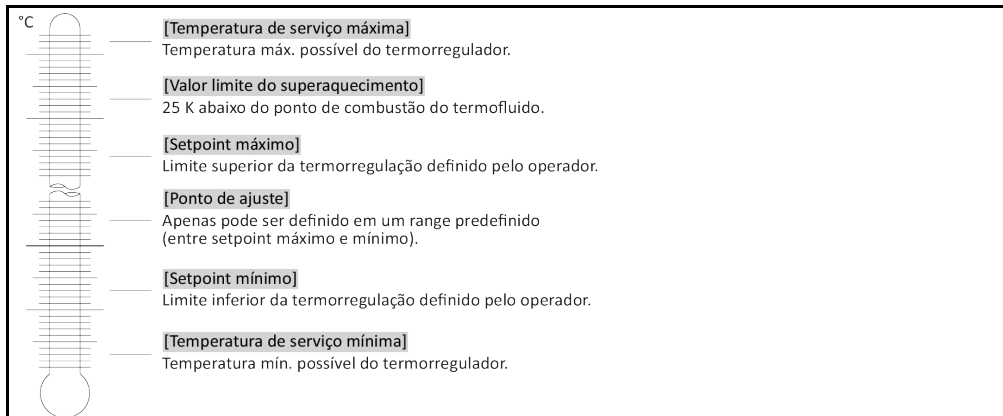 °C
[Temperatura de serviço máxima]
Temperatura máx. possível do termorregulador.
[Valor limite do superaquecimento]
25 K abaixo do ponto de combustão do termofluido.
[Setpoint máximo]
Limite superior da termorregulação definido pelo operador.
[Ponto de ajuste]
Apenas pode ser definido em um range predefinido
(entre setpoint máximo e mínimo).
[Setpoint mínimo]
Limite inferior da termorregulação definido pelo operador.
[Temperatura de serviço mínima]
Temperatura mín. possível do termorregulador.